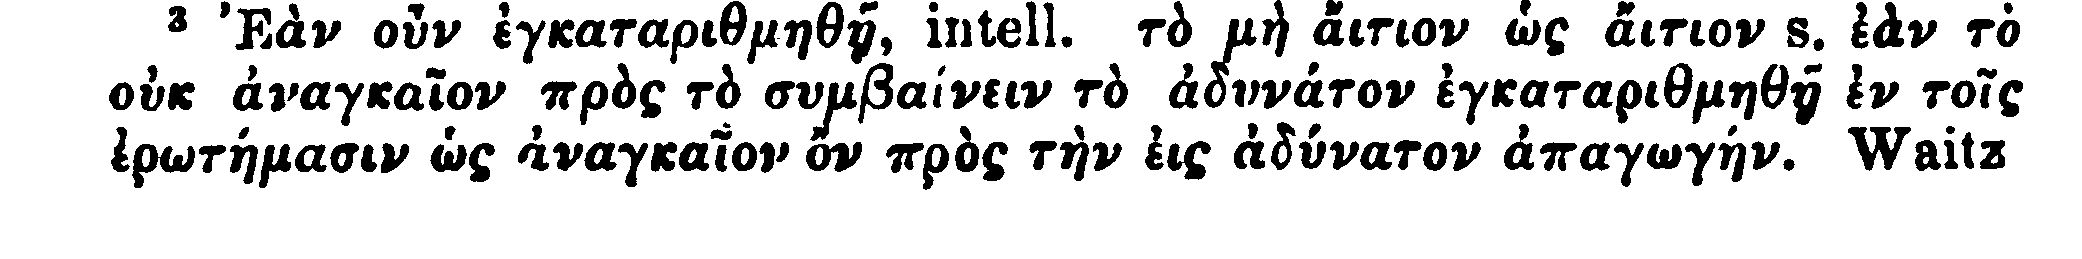 ³ Ἐὰν οὖν ἐγκαταριθμηθῇ, intell. τὸ μὴ ἄιτιον ὡς ἄιτιον s. ἐὰν τὸ
οὐκ ἀναγκαῖον πρὸς τὸ συμβαίνειν τὸ ἀδυνάτον ἐγκαταριθμηθῇ ἐν τοῖς
ἐρωτήμασιν ὡς ἀναγκαῖον ὂν πρὸς τὴν ἐις ἀδύνατον ἀπαγωγήν. Waitz